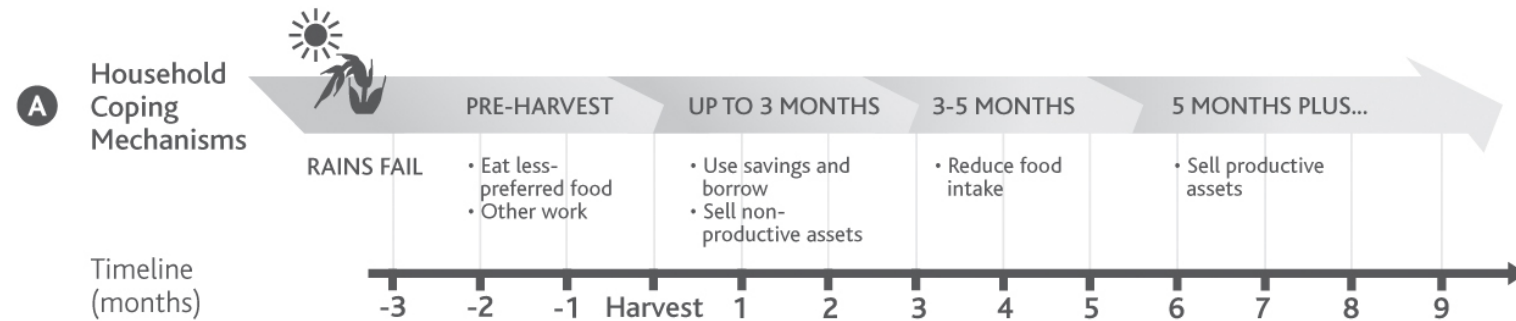 A
Household
Coping
Mechanisms
PRE-HARVEST
UP TO 3 MONTHS
3-5 MONTHS
5 MONTHS PLUS...
RAINS FAIL
• Eat less-
preferred food
• Other work
• Use savings and
borrow
• Sell non-
productive assets
• Reduce food
intake
• Sell productive
assets
Timeline
(months)
-3 -2 -1 Harvest 1 2 3 4 5 6 7 8 9